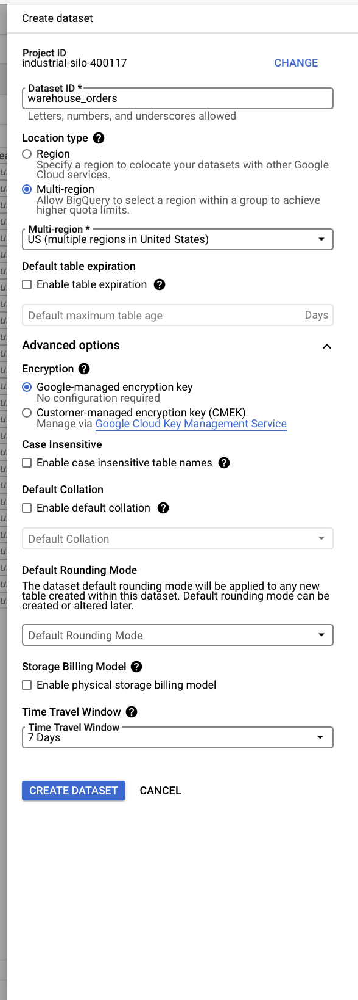 Create dataset
Project ID
industrial-silo-400117
CHANGE
Dataset ID *
warehouse_orders
Letters, numbers, and underscores allowed
Location type
Region
Specify a region to colocate your datasets with other Google
Cloud services.
Multi-region
Allow BigQuery to select a region within a group to achieve
higher quota limits.
Multi-region *
US (multiple regions in United States)
Default table expiration
Enable table expiration
Default maximum table age
Days
Advanced options
Encryption
Google-managed encryption key
No configuration required
Customer-managed encryption key (CMEK)
Manage via Google Cloud Key Management Service
Case Insensitive
Enable case insensitive table names
Default Collation
Enable default collation
Default Collation
Default Rounding Mode
The dataset default rounding mode will be applied to any new
table created within this dataset. Default rounding mode can be
created or altered later.
Default Rounding Mode
Storage Billing Model
Enable physical storage billing model
Time Travel Window
Time Travel Window
7 Days
CREATE DATASET
CANCEL